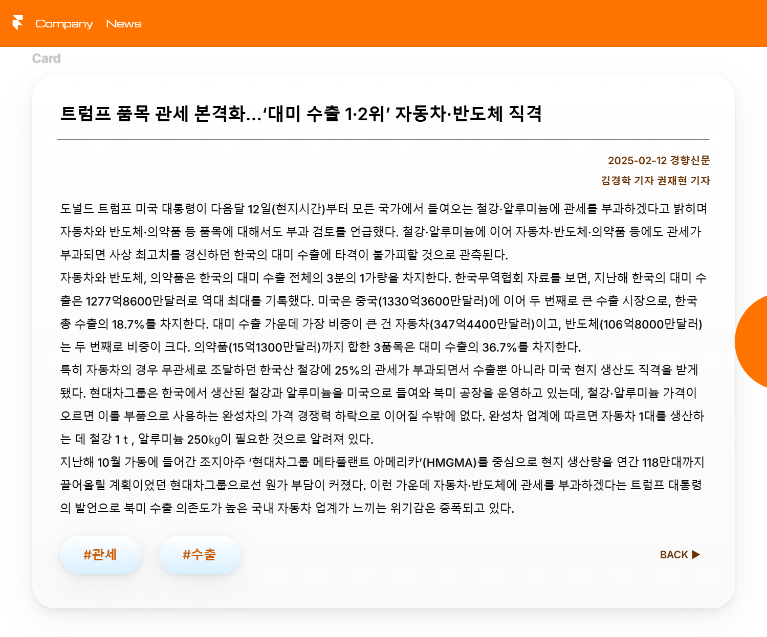 Company News
Card
트럼프 품목 관세 본격화…‘대미 수출 1·2위’ 자동차·반도체 직격
2025-02-12 경향신문
김경학 기자 권재현 기자
도널드 트럼프 미국 대통령이 다음달 12일(현지시간)부터 모든 국가에서 들여오는 철강·알루미늄에 관세를 부과하겠다고 밝히며
자동차와 반도체·의약품 등 품목에 대해서도 부과 검토를 언급했다. 철강·알루미늄에 이어 자동차·반도체·의약품 등에도 관세가
부과되면 사상 최고치를 경신하던 한국의 대미 수출에 타격이 불가피할 것으로 관측된다.
자동차와 반도체, 의약품은 한국의 대미 수출 전체의 3분의 1가량을 차지한다. 한국무역협회 자료를 보면, 지난해 한국의 대미 수
출은 1277억8600만달러로 역대 최대를 기록했다. 미국은 중국(1330억3600만달러)에 이어 두 번째로 큰 수출 시장으로, 한국
총 수출의 18.7%를 차지한다. 대미 수출 가운데 가장 비중이 큰 건 자동차(347억4400만달러)이고, 반도체(106억8000만달러)
는 두 번째로 비중이 크다. 의약품(15억1300만달러)까지 합한 3품목은 대미 수출의 36.7%를 차지한다.
특히 자동차의 경우 무관세로 조달하던 한국산 철강에 25%의 관세가 부과되면서 수출뿐 아니라 미국 현지 생산도 직격을 받게
됐다. 현대차그룹은 한국에서 생산된 철강과 알루미늄을 미국으로 들여와 북미 공장을 운영하고 있는데, 철강·알루미늄 가격이
오르면 이를 부품으로 사용하는 완성차의 가격 경쟁력 하락으로 이어질 수밖에 없다. 완성차 업계에 따르면 자동차 1대를 생산하
는 데 철강 1ｔ, 알루미늄 250㎏이 필요한 것으로 알려져 있다.
지난해 10월 가동에 들어간 조지아주 ‘현대차그룹 메타플랜트 아메리카’(HMGMA)를 중심으로 현지 생산량을 연간 118만대까지
끌어올릴 계획이었던 현대차그룹으로선 원가 부담이 커졌다. 이런 가운데 자동차·반도체에 관세를 부과하겠다는 트럼프 대통령
의 발언으로 북미 수출 의존도가 높은 국내 자동차 업계가 느끼는 위기감은 증폭되고 있다.
#관세 #수출 BACK ▶